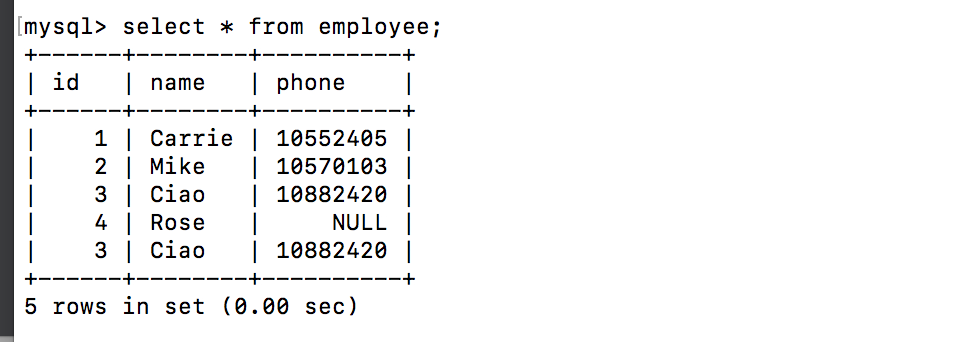 [mysql> select * from employee;
+------+--------+----------+
| id   | name   | phone    |
+------+--------+----------+
|    1 | Carrie | 10552405 |
|    2 | Mike   | 10570103 |
|    3 | Ciao   | 10882420 |
|    4 | Rose   |     NULL |
|    3 | Ciao   | 10882420 |
+------+--------+----------+
5 rows in set (0.00 sec)